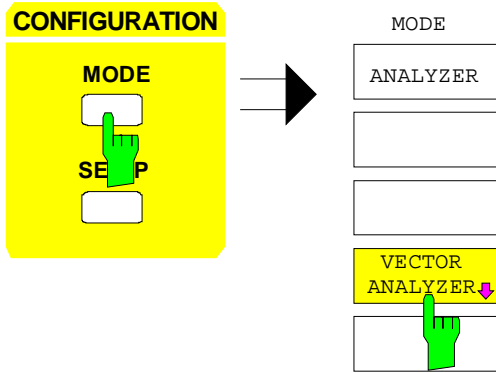 CONFIGURATION
MODE
MODE
ANALYZER
VECTOR
ANALYZER